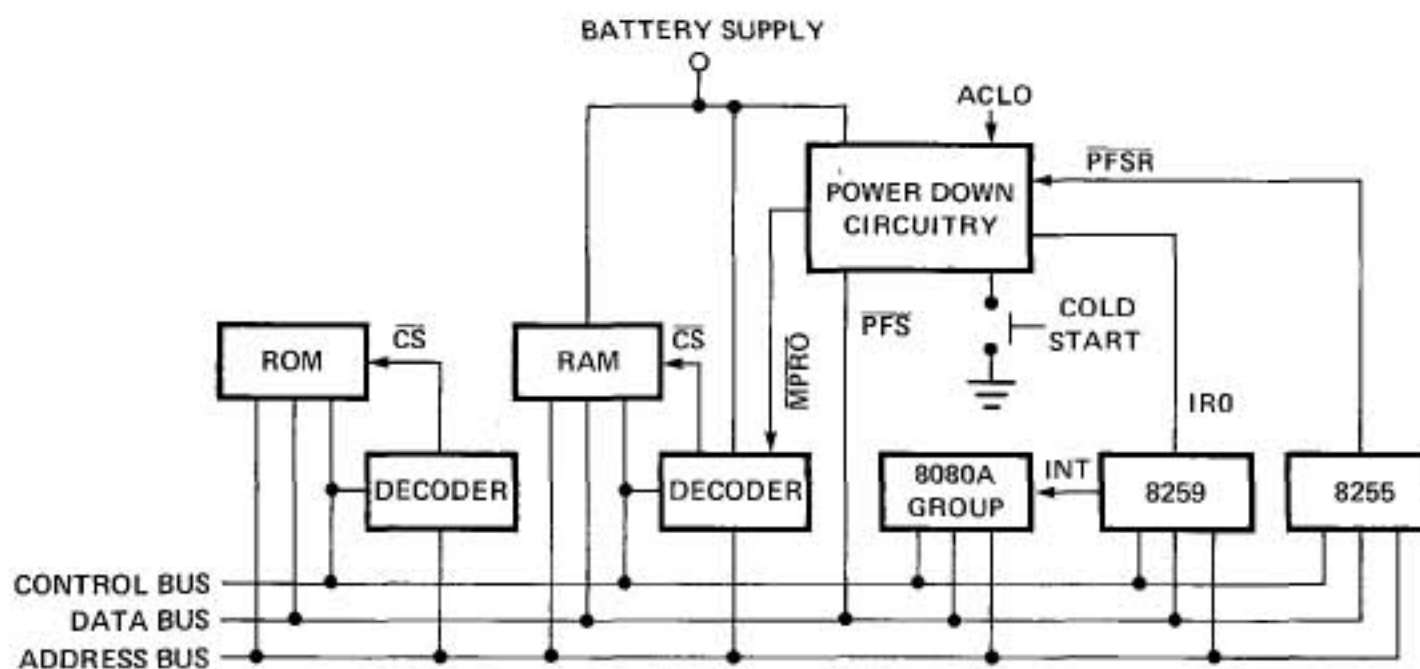 BATTERY SUPPLY
ACLO
PFSR
POWER DOWN
CIRCUITRY
COLD
START
PFS
MPRO
CS
CS
ROM
RAM
IR0
DECODER
DECODER
8080A
GROUP
INT
8259
8255
CONTROL BUS
DATA BUS
ADDRESS BUS